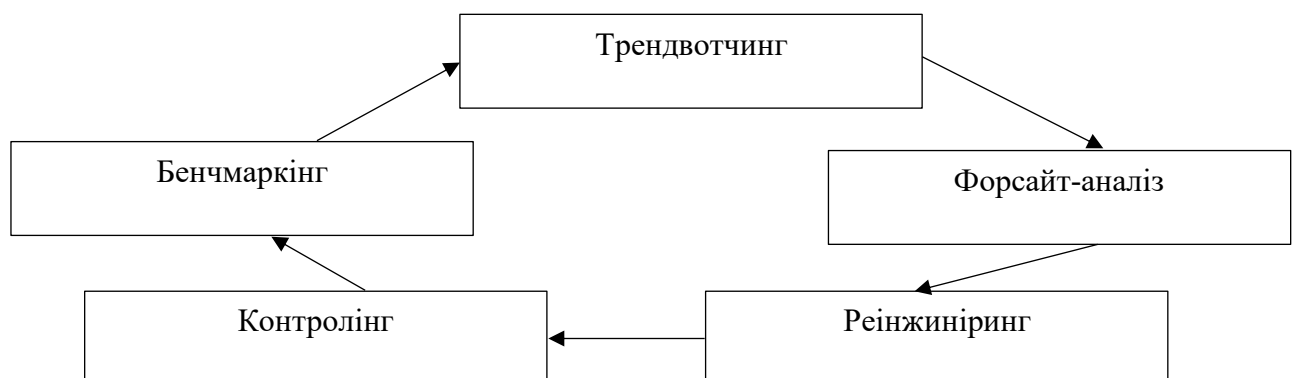 Трендвотчинг
Бенчмаркінг
Форсайт-аналіз
Контролінг
Реінжиніринг